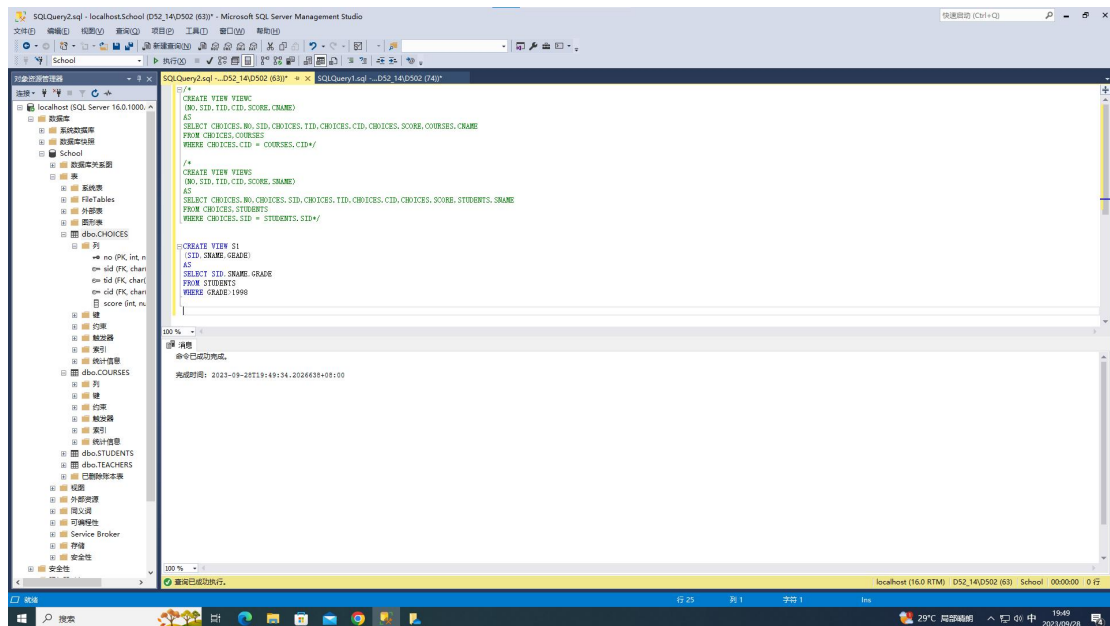 SQLQuery2.sql - localhost.School (D52_14\D502 (63))* - Microsoft SQL Server Management Studio
快速启动 (Ctrl+Q)
文件(F) 编辑(E) 视图(V) 查询(Q) 项目(P) 工具(T) 窗口(W) 帮助(H)
新建查询(N)
School
执行(X)
对象资源管理器
SQLQuery2.sql -...D52_14\D502 (63))*
SQLQuery1.sql -...D52_14\D502 (74))*
连接
localhost (SQL Server 16.0.1000.
数据库
系统数据库
数据库快照
School
数据库关系图
表
系统表
FileTables
外部表
图形表
dbo.CHOICES
列
no (PK, int, n
sid (FK, char(
tid (FK, char(
cid (FK, char(
score (int, nu
键
约束
触发器
索引
统计信息
dbo.COURSES
列
键
约束
触发器
索引
统计信息
dbo.STUDENTS
dbo.TEACHERS
已删除账本表
视图
外部资源
同义词
可编程性
Service Broker
存储
安全性
安全性
/*
CREATE VIEW VIEWC
(NO,SID,TID,CID,SCORE,CNAME)
AS
SELECT CHOICES.NO,SID,CHOICES,TID,CHOICES.CID,CHOICES.SCORE,COURSES.CNAME
FROM CHOICES,COURSES
WHERE CHOICES.CID = COURSES.CID*/
/*
CREATE VIEW VIEWS
(NO,SID,TID,CID,SCORE,SNAME)
AS
SELECT CHOICES.NO,CHOICES.SID,CHOICES.TID,CHOICES.CID,CHOICES.SCORE,STUDENTS.SNAME
FROM CHOICES,STUDENTS
WHERE CHOICES.SID = STUDENTS.SID*/
CREATE VIEW S1
(SID,SNAME,GEADE)
AS
SELECT SID,SNAME,GRADE
FROM STUDENTS
WHERE GRADE>1998
100 %
消息
命令已成功完成。
完成时间: 2023-09-28T19:49:34.2026638+08:00
100 %
查询已成功执行。
localhost (16.0 RTM) D52_14\D502 (63) School 00:00:00 0 行
就绪
行 25 列 1 字符 1 Ins
搜索
29°C 局部晴朗
中
19:49
2023/09/28